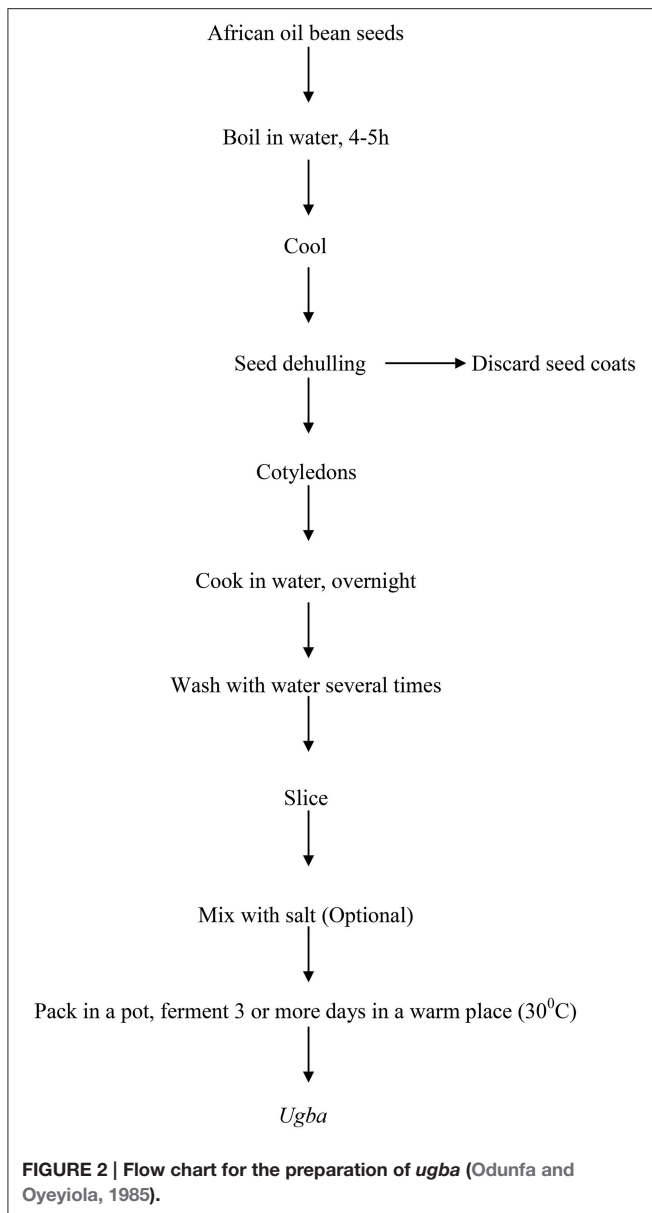 African oil bean seeds
Boil in water, 4-5h
Cool
Seed dehulling
Discard seed coats
Cotyledons
Cook in water, overnight
Wash with water several times
Slice
Mix with salt (Optional)
Pack in a pot, ferment 3 or more days in a warm place (30⁰C)
Ugba
FIGURE 2 | Flow chart for the preparation of ugba (Odunfa and
Oyeyiola, 1985).